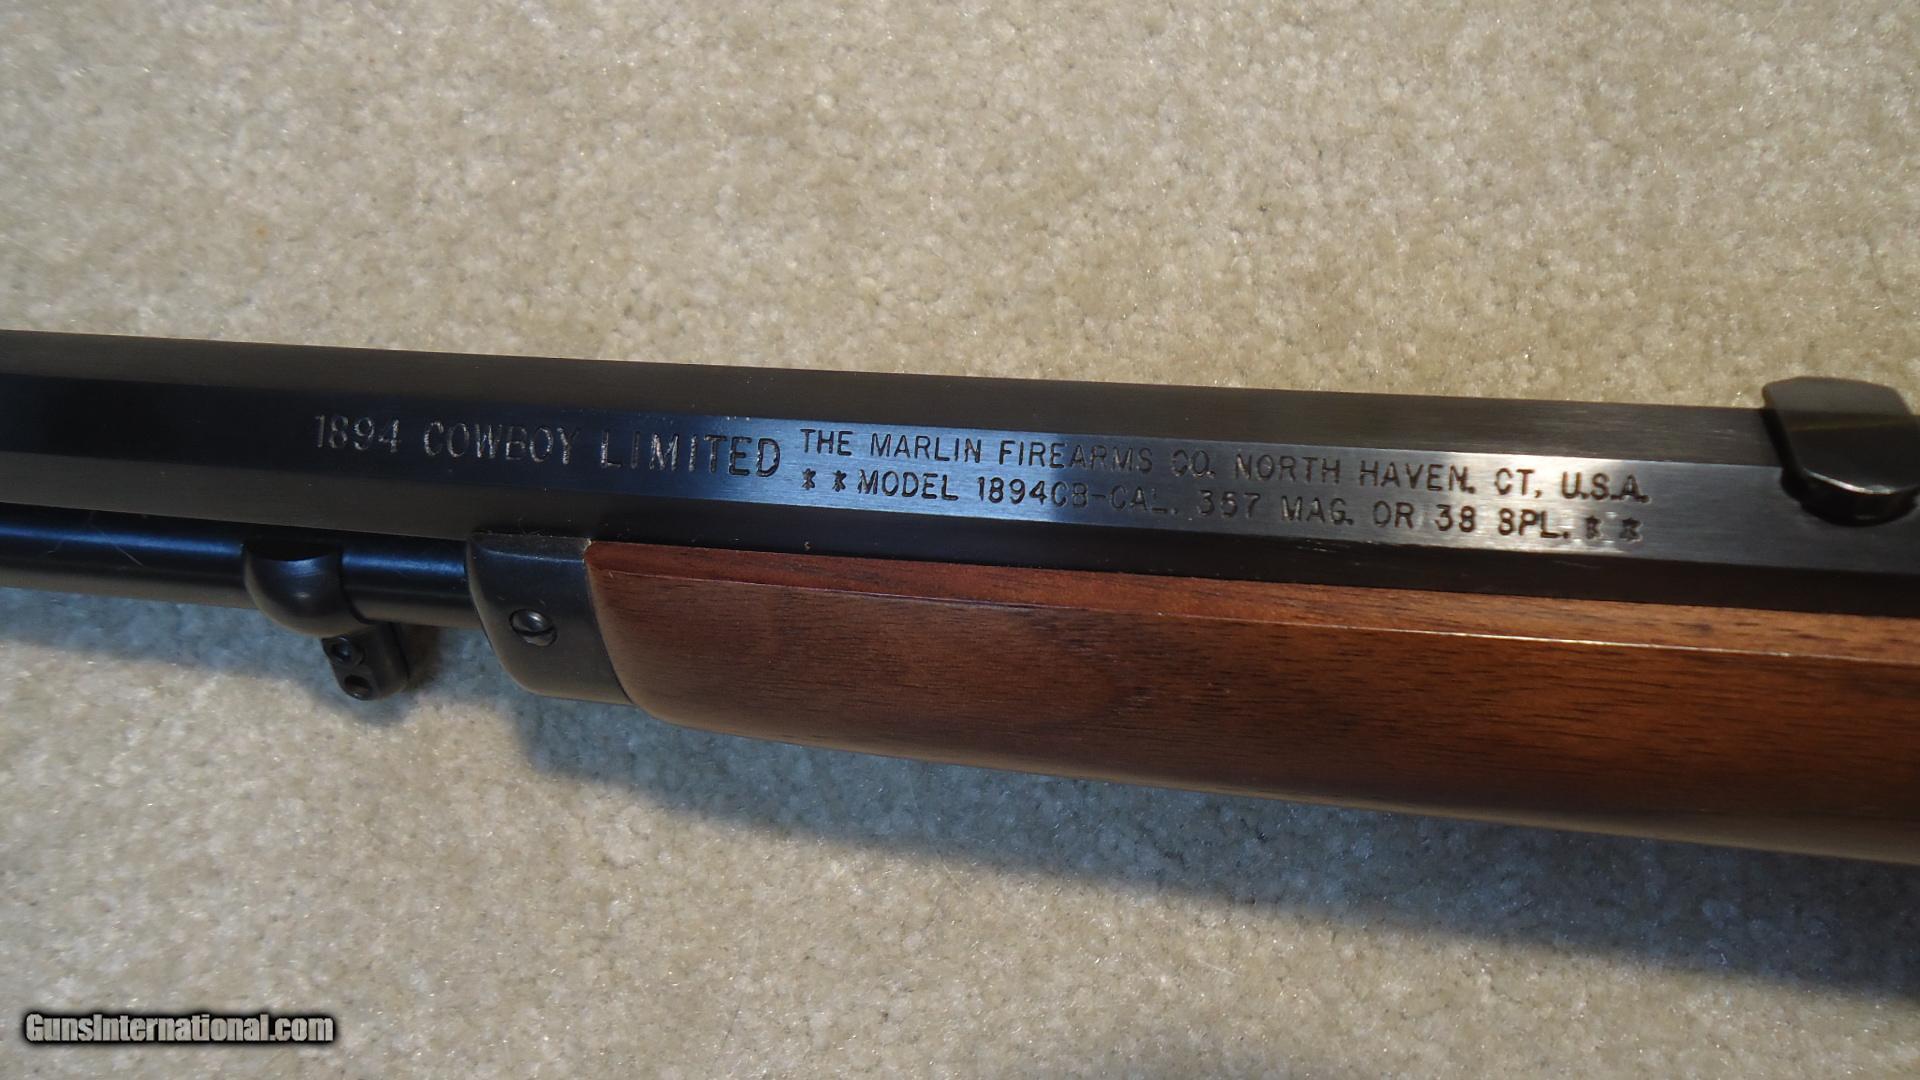 1894 COWBOY LIMITED
THE MARLIN FIREARMS CO. NORTH HAVEN, CT, U.S.A.
**MODEL 1894CB-CAL. 357 MAG. OR 38 SPL.**
GunsInternational.com